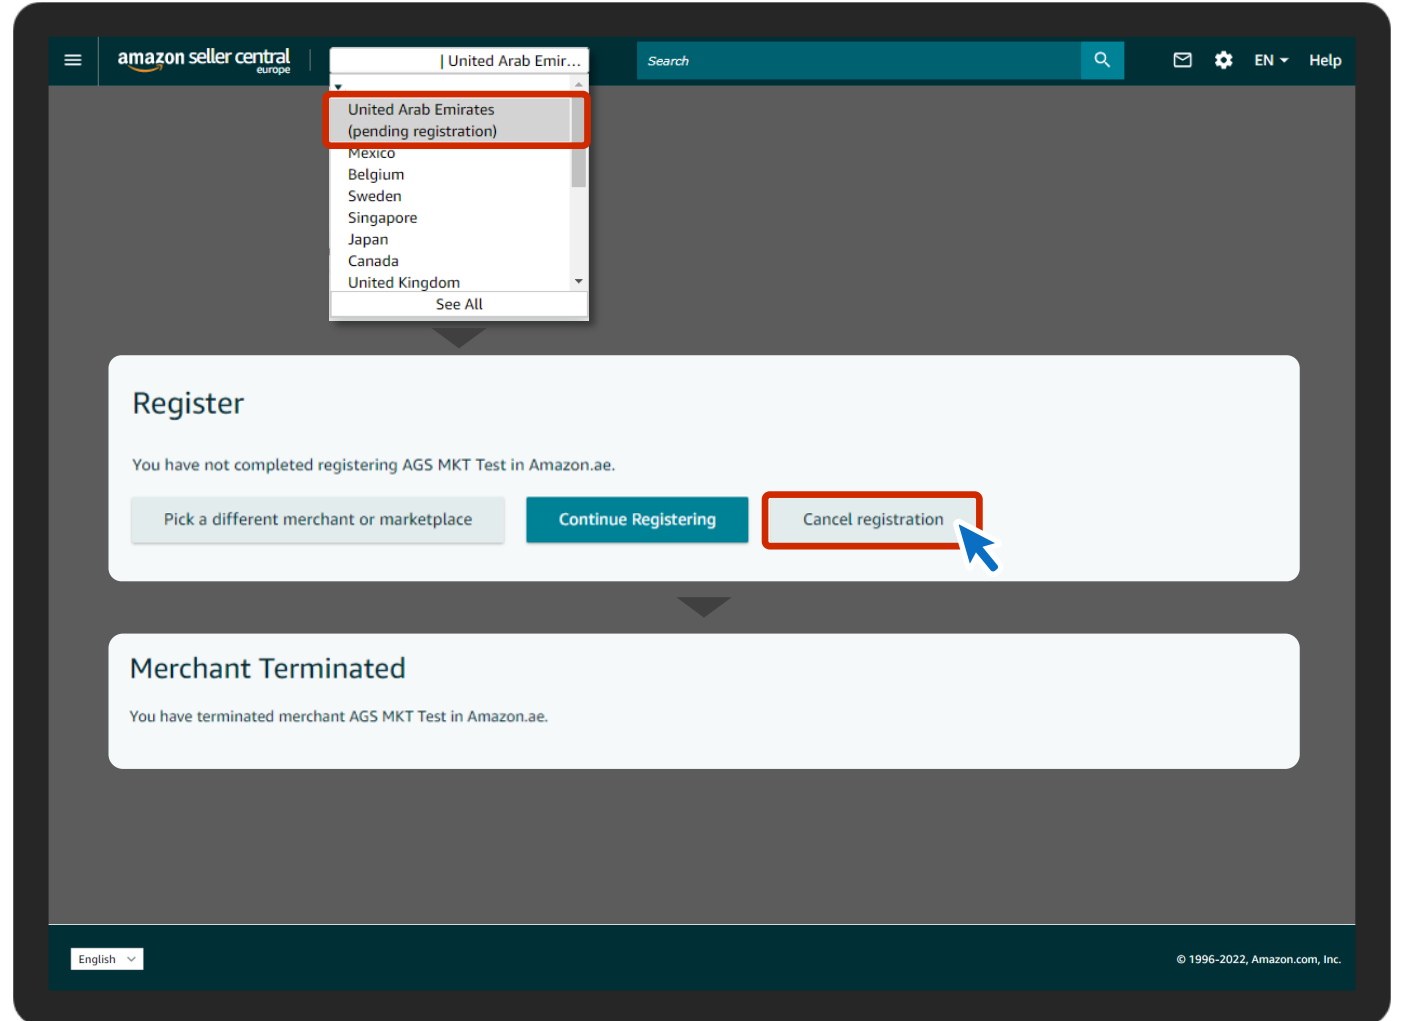 amazon seller central
europe
| United Arab Emir...
Search
EN
Help
United Arab Emirates
(pending registration)
Mexico
Belgium
Sweden
Singapore
Japan
Canada
United Kingdom
See All
Register
You have not completed registering AGS MKT Test in Amazon.ae.
Pick a different merchant or marketplace
Continue Registering
Cancel registration
Merchant Terminated
You have terminated merchant AGS MKT Test in Amazon.ae.
English
© 1996-2022, Amazon.com, Inc.